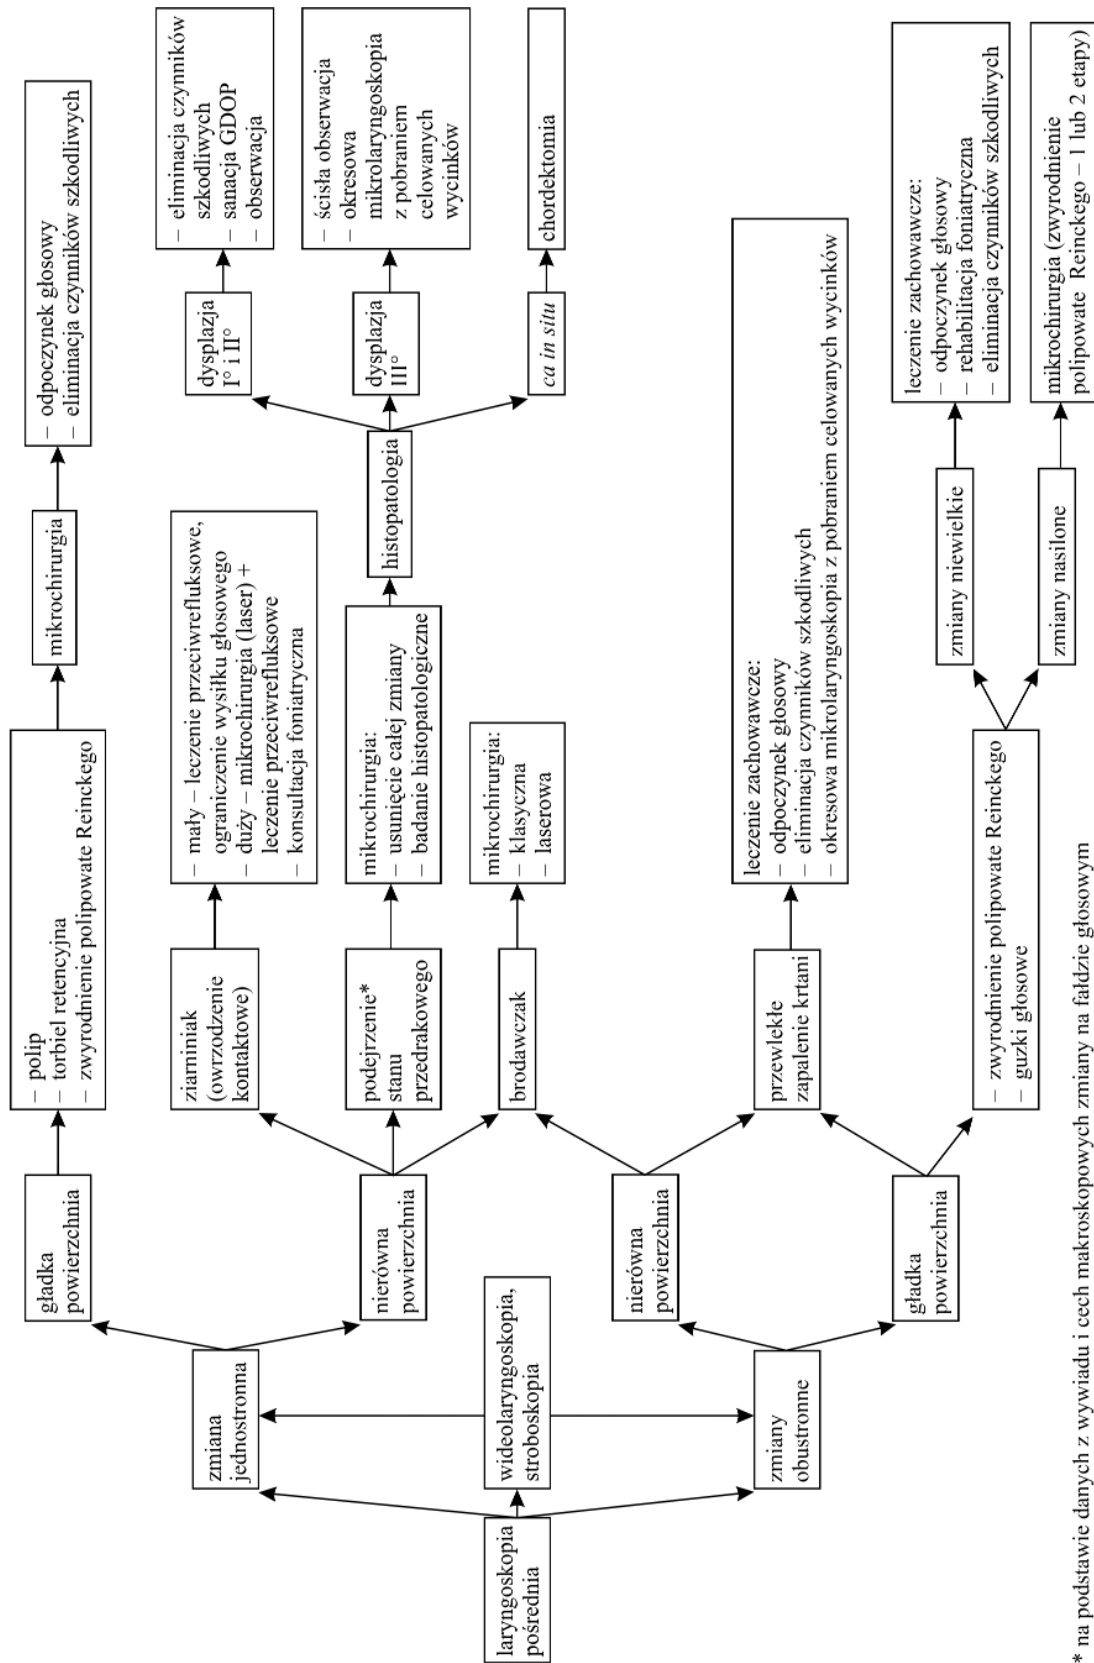 laryngoskopia
pośrednia
zmiana
jednostronna
wideolaryngoskopia,
stroboskopia
zmiany
obustronne
gładka
powierzchnia
nierówna
powierzchnia
nierówna
powierzchnia
gładka
powierzchnia
– polip
– torbiel retencyjna
– zwyrodnienie polipowate Reinckego
ziarniniak
(owrzodzenie
kontaktowe)
podejrzenie*
stanu
przedrakowego
brodawczak
przewlekłe
zapalenie krtani
– zwyrodnienie polipowate Reinckego
– guzki głosowe
mikrochirurgia
– mały – leczenie przeciwrefluksowe,
ograniczenie wysiłku głosowego
– duży – mikrochirurgia (laser) +
leczenie przeciwrefluksowe
– konsultacja foniatryczna
mikrochirurgia:
– usunięcie całej zmiany
– badanie histopatologiczne
mikrochirurgia:
– klasyczna
– laserowa
leczenie zachowawcze:
– odpoczynek głosowy
– eliminacja czynników szkodliwych
– okresowa mikrolaryngoskopia z pobraniem celowanych wycinków
zmiany niewielkie
zmiany nasilone
– odpoczynek głosowy
– eliminacja czynników szkodliwych
histopatologia
dysplazja
I° i II°
dysplazja
III°
ca in situ
– eliminacja czynników
szkodliwych
– sanacja GDOP
– obserwacja
– ścisła obserwacja
– okresowa
mikrolaryngoskopia
z pobraniem
celowanych
wycinków
chordektomia
leczenie zachowawcze:
– odpoczynek głosowy
– rehabilitacja foniatryczna
– eliminacja czynników szkodliwych
mikrochirurgia (zwyrodnienie
polipowate Reinckego – 1 lub 2 etapy)
* na podstawie danych z wywiadu i cech makroskopowych zmiany na fałdzie głosowym